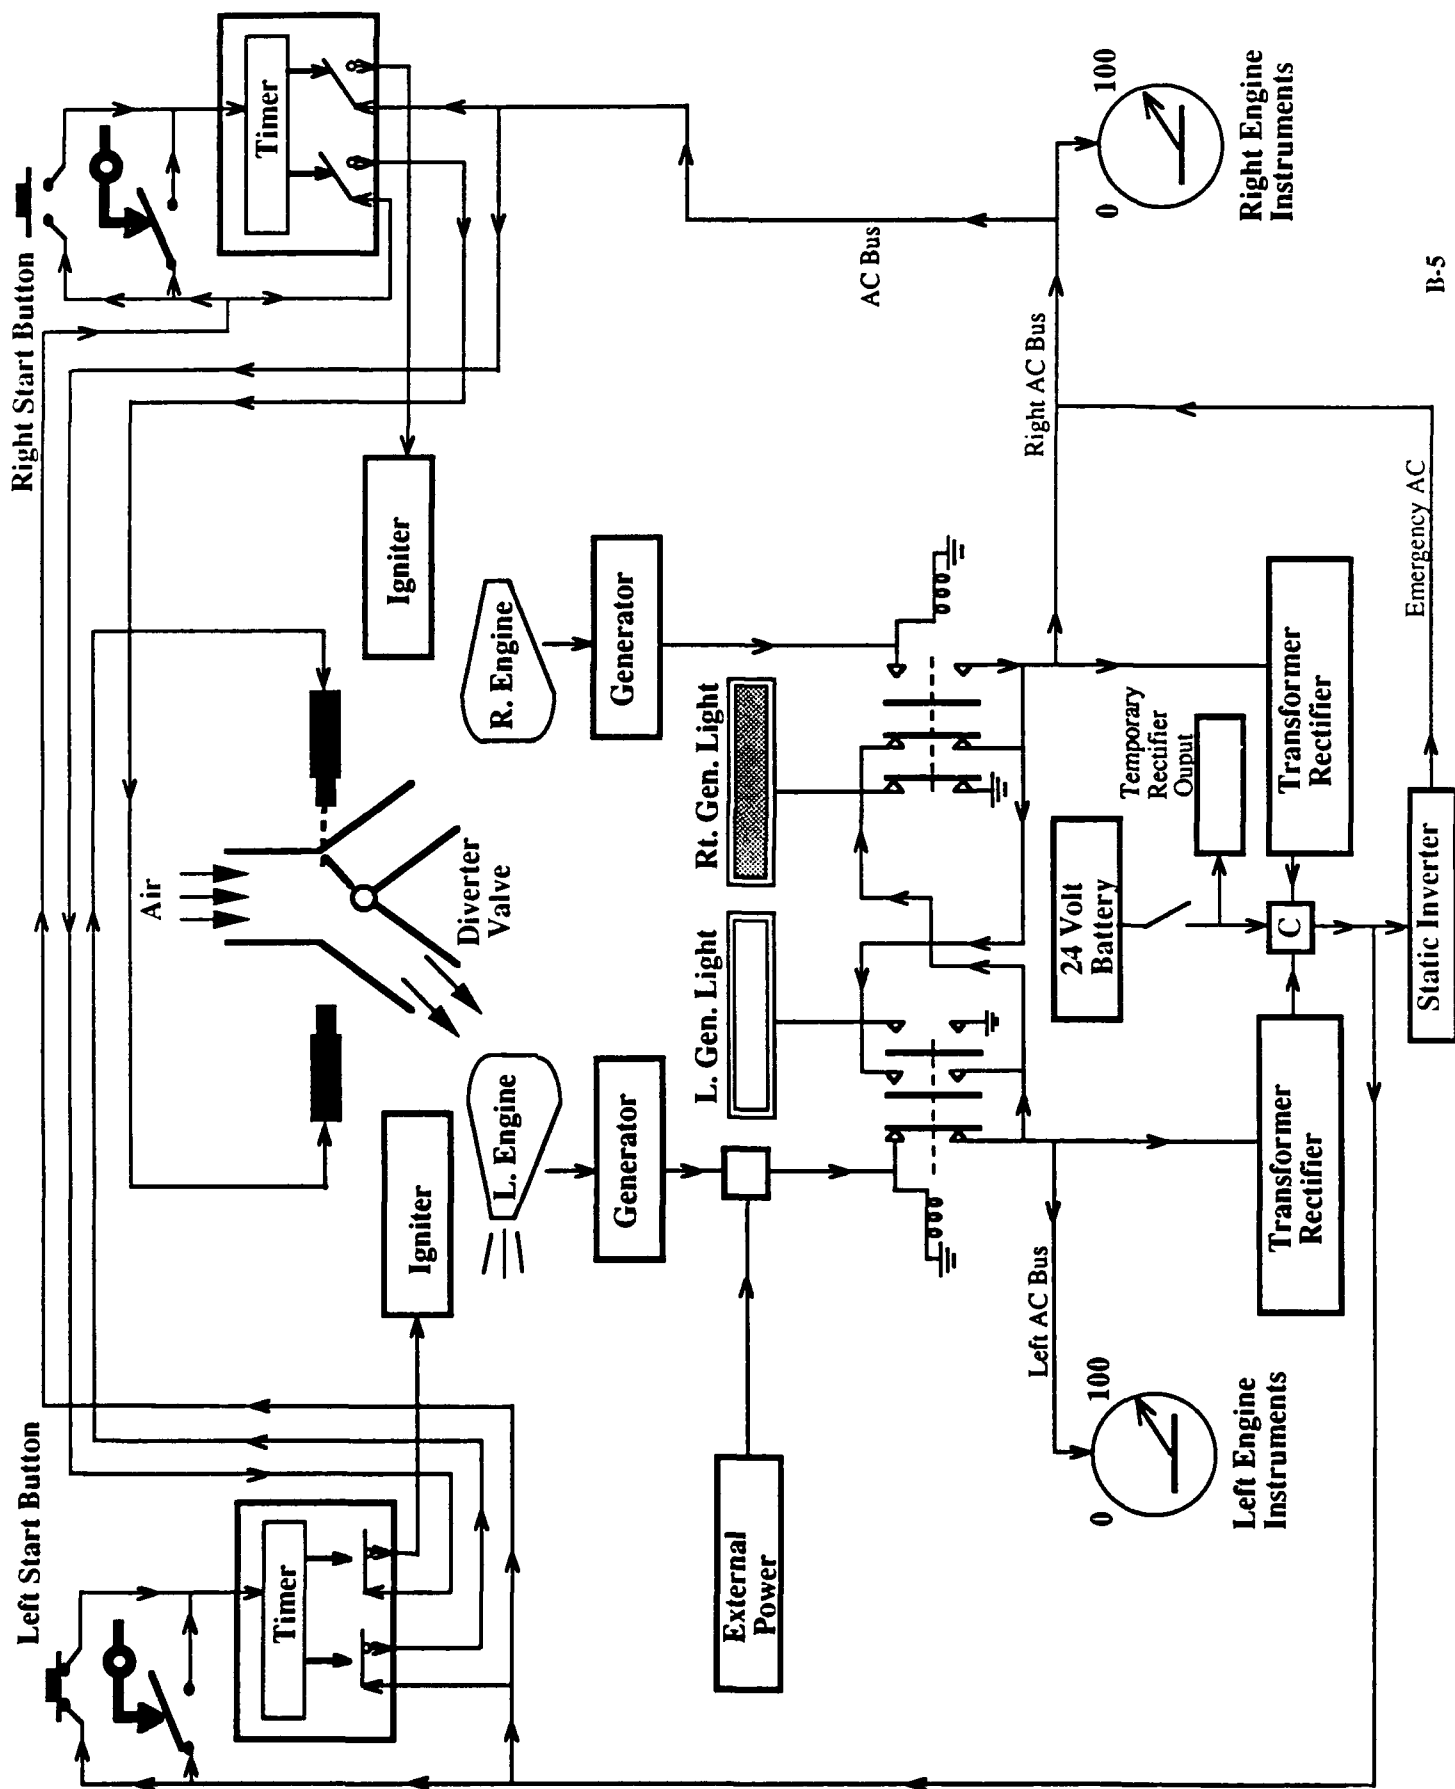 Left Start Button
Right Start Button
Timer
Timer
Air
Igniter
Igniter
Diverter
Valve
L. Engine
R. Engine
Generator
Generator
L. Gen. Light
Rt. Gen. Light
External
Power
Left AC Bus
Right AC Bus
AC Bus
0
100
Left Engine
Instruments
24 Volt
Battery
Temporary
Rectifier
Ouput
0
100
Right Engine
Instruments
Transformer
Rectifier
C
Transformer
Rectifier
Static Inverter
Emergency AC
B-5